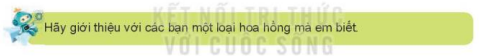 KẾT NỐI TRI THỨC
Hãy giới thiệu với các bạn một loại hoa hồng mà em biết.
VỚI CUỘC SỐNG